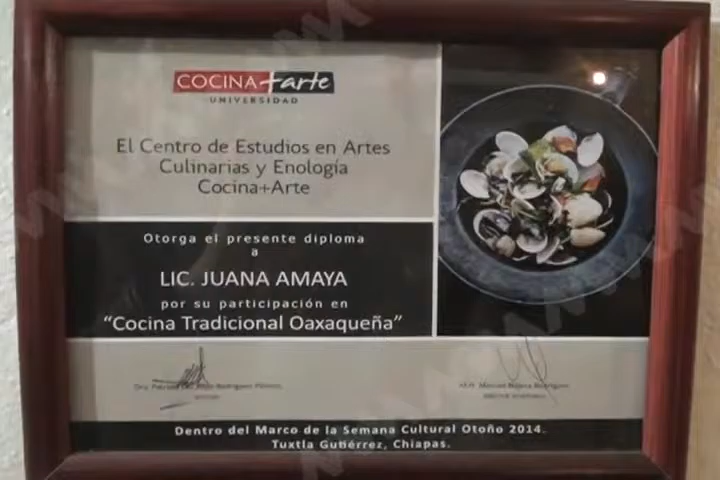 COCINA+arte
UNIVERSIDAD
El Centro de Estudios en Artes
Culinarias y Enología
Cocina+Arte
Otorga el presente diploma
a
LIC. JUANA AMAYA
por su participación en
“Cocina Tradicional Oaxaqueña”
Dentro del Marco de la Semana Cultural Otoño 2014.
Tuxtla Gutiérrez, Chiapas.